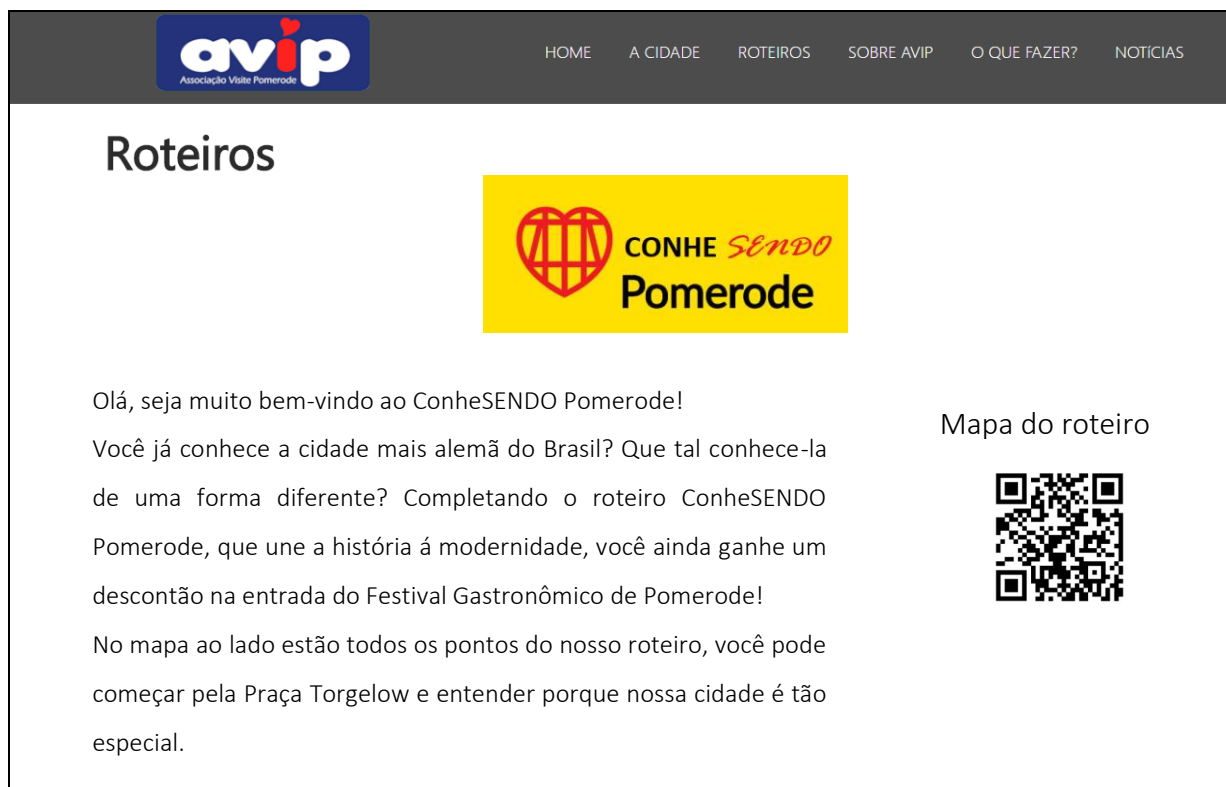 avip
Associação Visite Pomerode
HOME A CIDADE ROTEIROS SOBRE AVIP O QUE FAZER? NOTÍCIAS
Roteiros
CONHE SENDO
Pomerode
Olá, seja muito bem-vindo ao ConheSENDO Pomerode!
Você já conhece a cidade mais alemã do Brasil? Que tal conhece-la
de uma forma diferente? Completando o roteiro ConheSENDO
Pomerode, que une a história á modernidade, você ainda ganhe um
descontão na entrada do Festival Gastronômico de Pomerode!
No mapa ao lado estão todos os pontos do nosso roteiro, você pode
começar pela Praça Torgelow e entender porque nossa cidade é tão
especial.
Mapa do roteiro